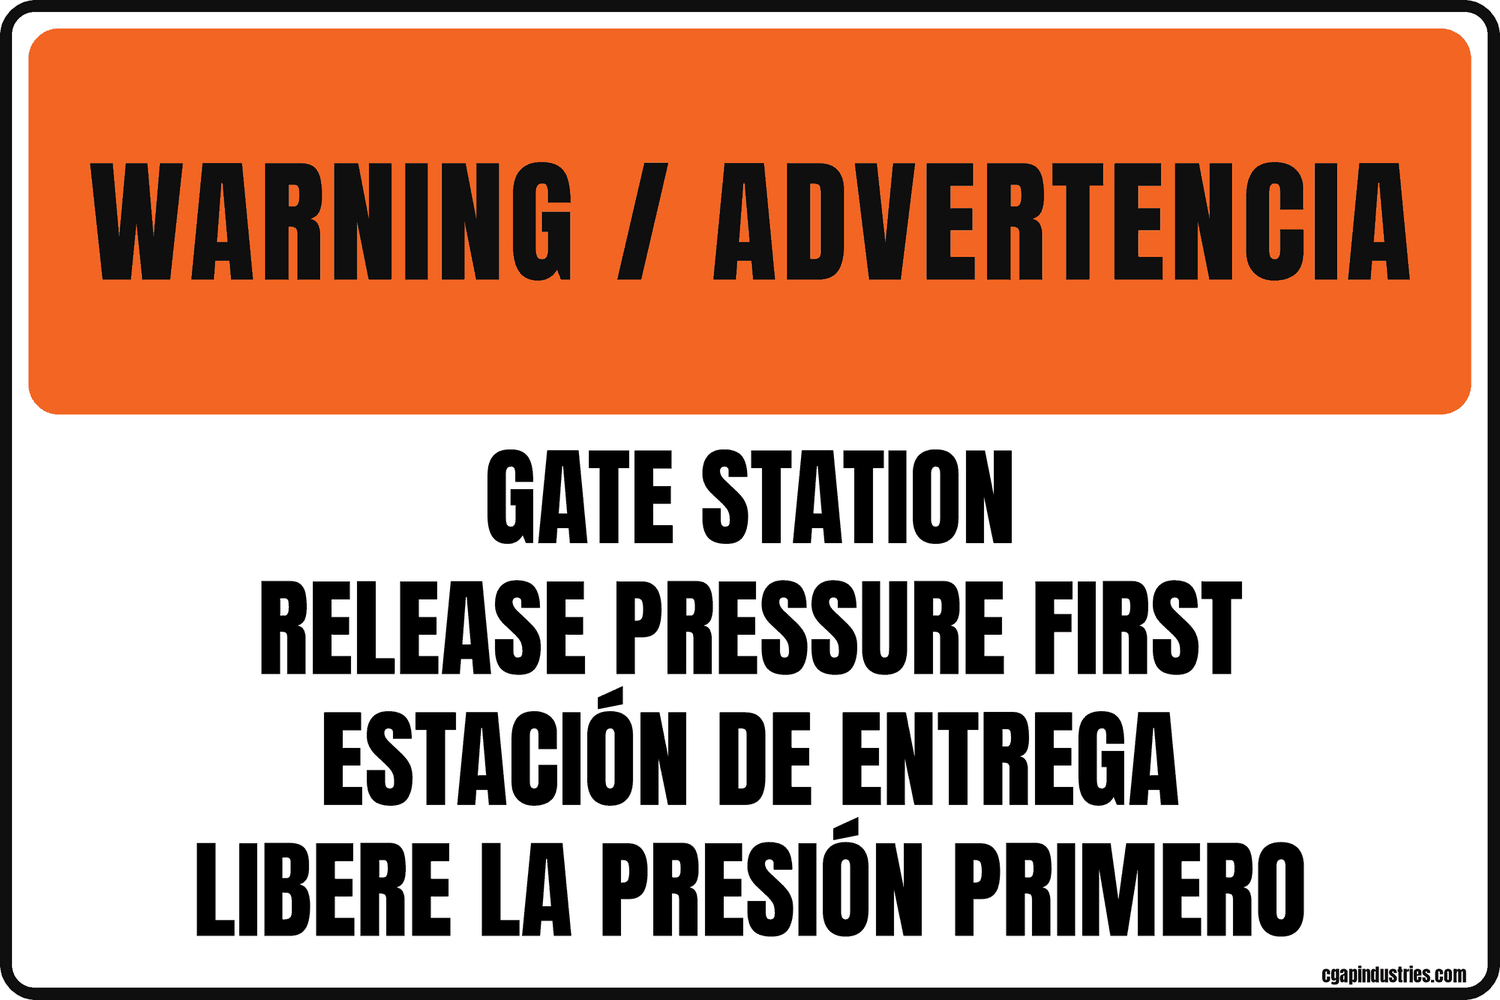 WARNING / ADVERTENCIA
GATE STATION
RELEASE PRESSURE FIRST
ESTACIÓN DE ENTREGA
LIBERE LA PRESIÓN PRIMERO
cgapindustries.com